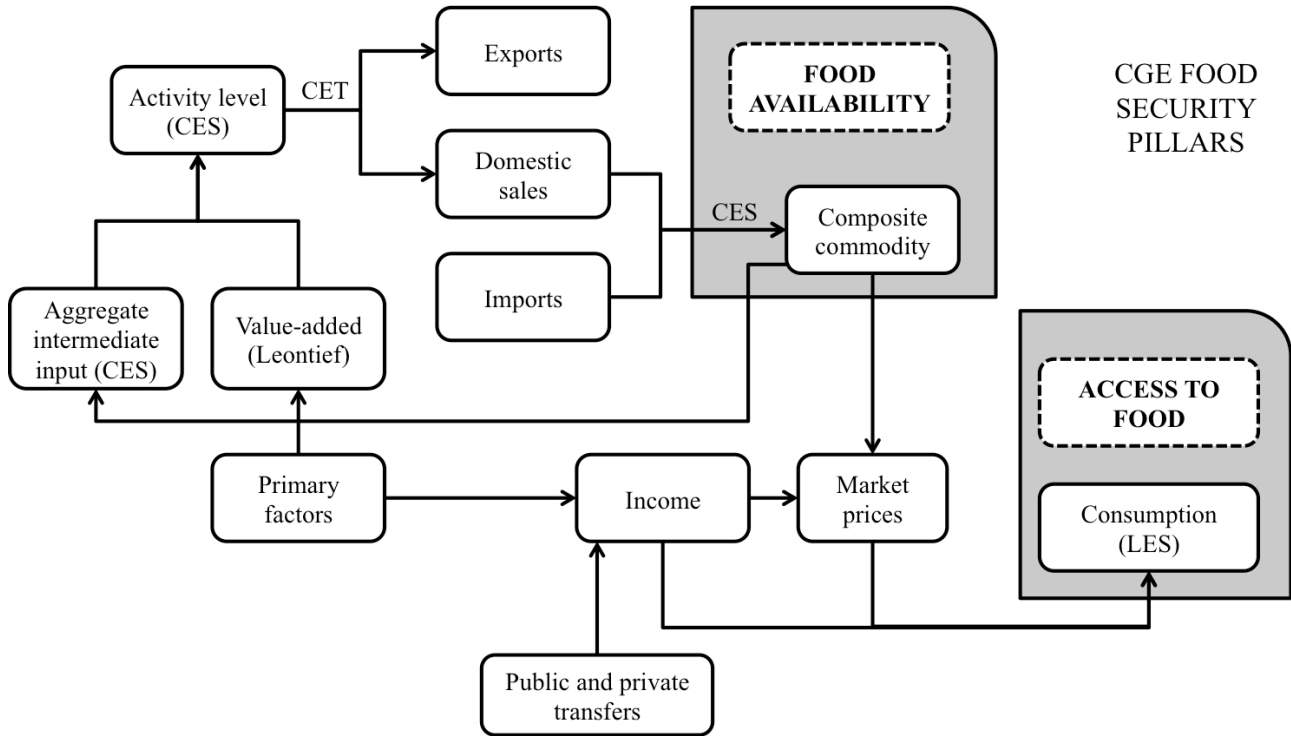 Exports
Activity level
(CES)
CET
Domestic
sales
Imports
Aggregate
intermediate
input (CES)
Value-added
(Leontief)
FOOD
AVAILABILITY
CES
Composite
commodity
CGE FOOD
SECURITY
PILLARS
ACCESS TO
FOOD
Primary
factors
Income
Market
prices
Consumption
(LES)
Public and private
transfers